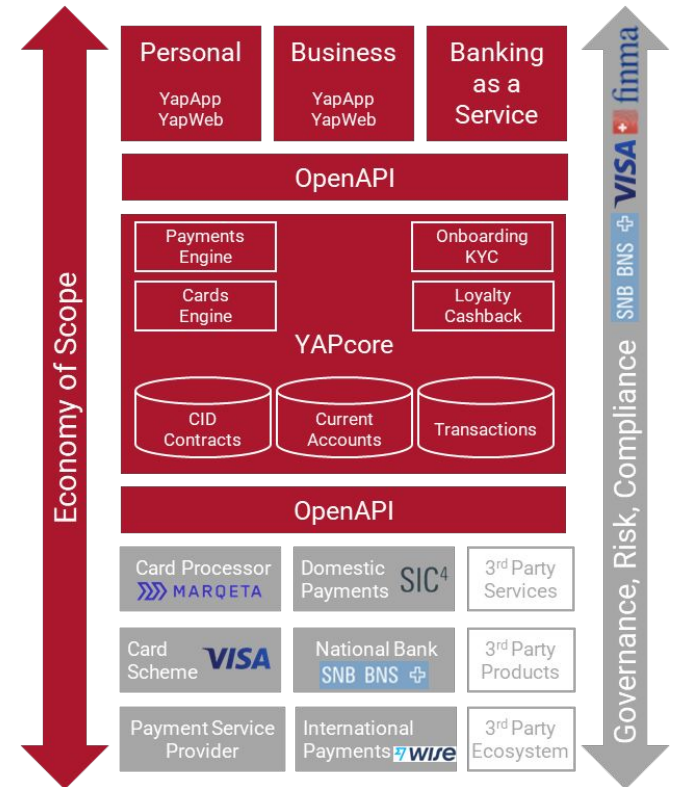 Personal
YapApp
YapWeb
Business
YapApp
YapWeb
Banking
as a
Service
OpenAPI
Payments
Engine
Onboarding
KYC
Cards
Engine
Loyalty
Cashback
YAPcore
CID
Contracts
Current
Accounts
Transactions
OpenAPI
Card Processor
MARQETA
Domestic
Payments SIC⁴
3rd Party
Services
Card
Scheme VISA
National Bank
SNB BNS
3rd Party
Products
Payment Service
Provider
International
Payments WISE
3rd Party
Ecosystem
Economy of Scope
Governance, Risk, Compliance SNB BNS VISA finma